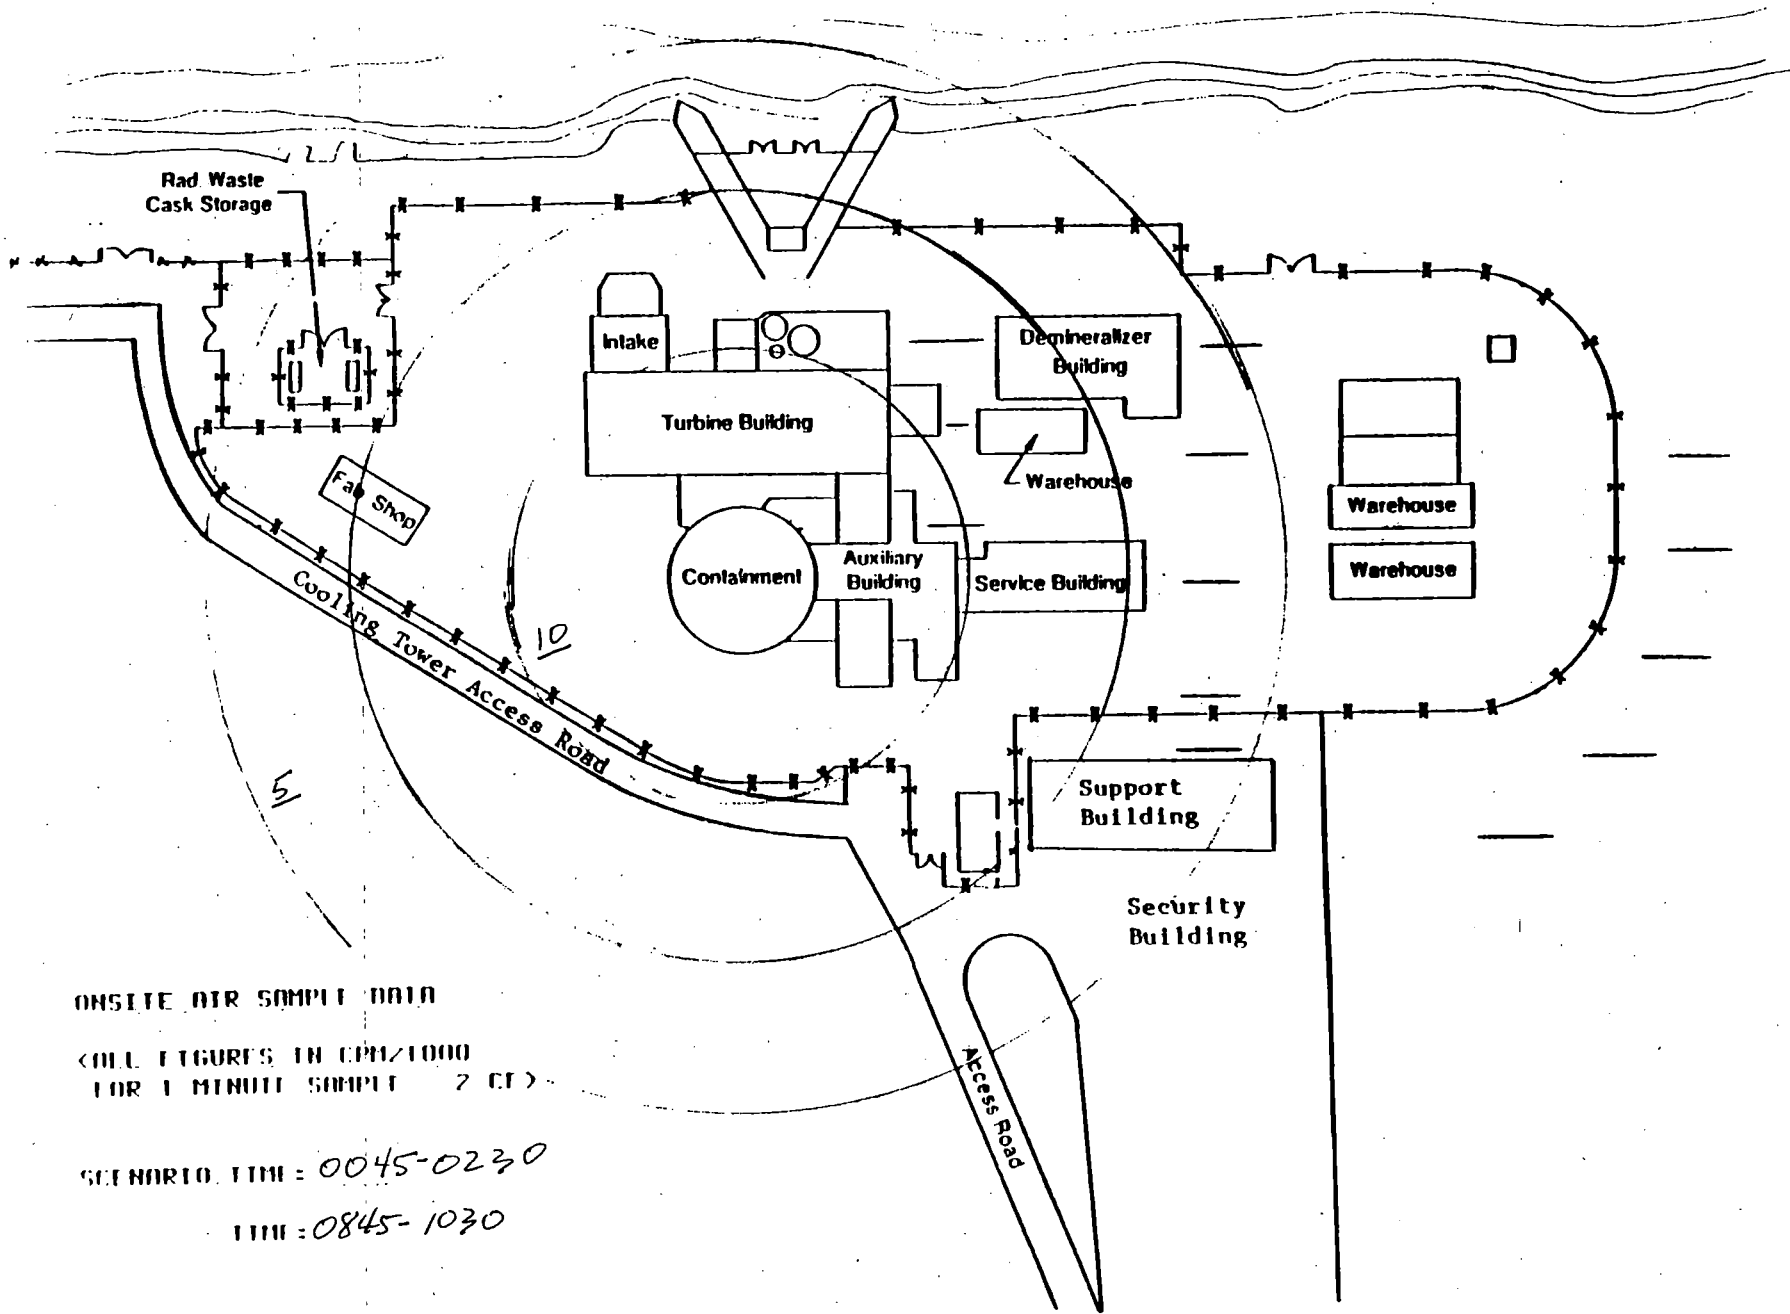 Rad. Waste
Cask Storage
Intake
Demineralizer
Building
Turbine Building
Warehouse
Fab Shop
Warehouse
Containment
Auxiliary
Building
Service Building
Warehouse
Cooling Tower Access Road
10
5
Support
Building
Security
Building
Access Road
ONSITE AIR SAMPLE DATA
(ALL FIGURES IN CPM/1000
FOR 1 MINUTE SAMPLE 2 CF)
SCENARIO TIME: 0045-0230
TIME: 0845-1030